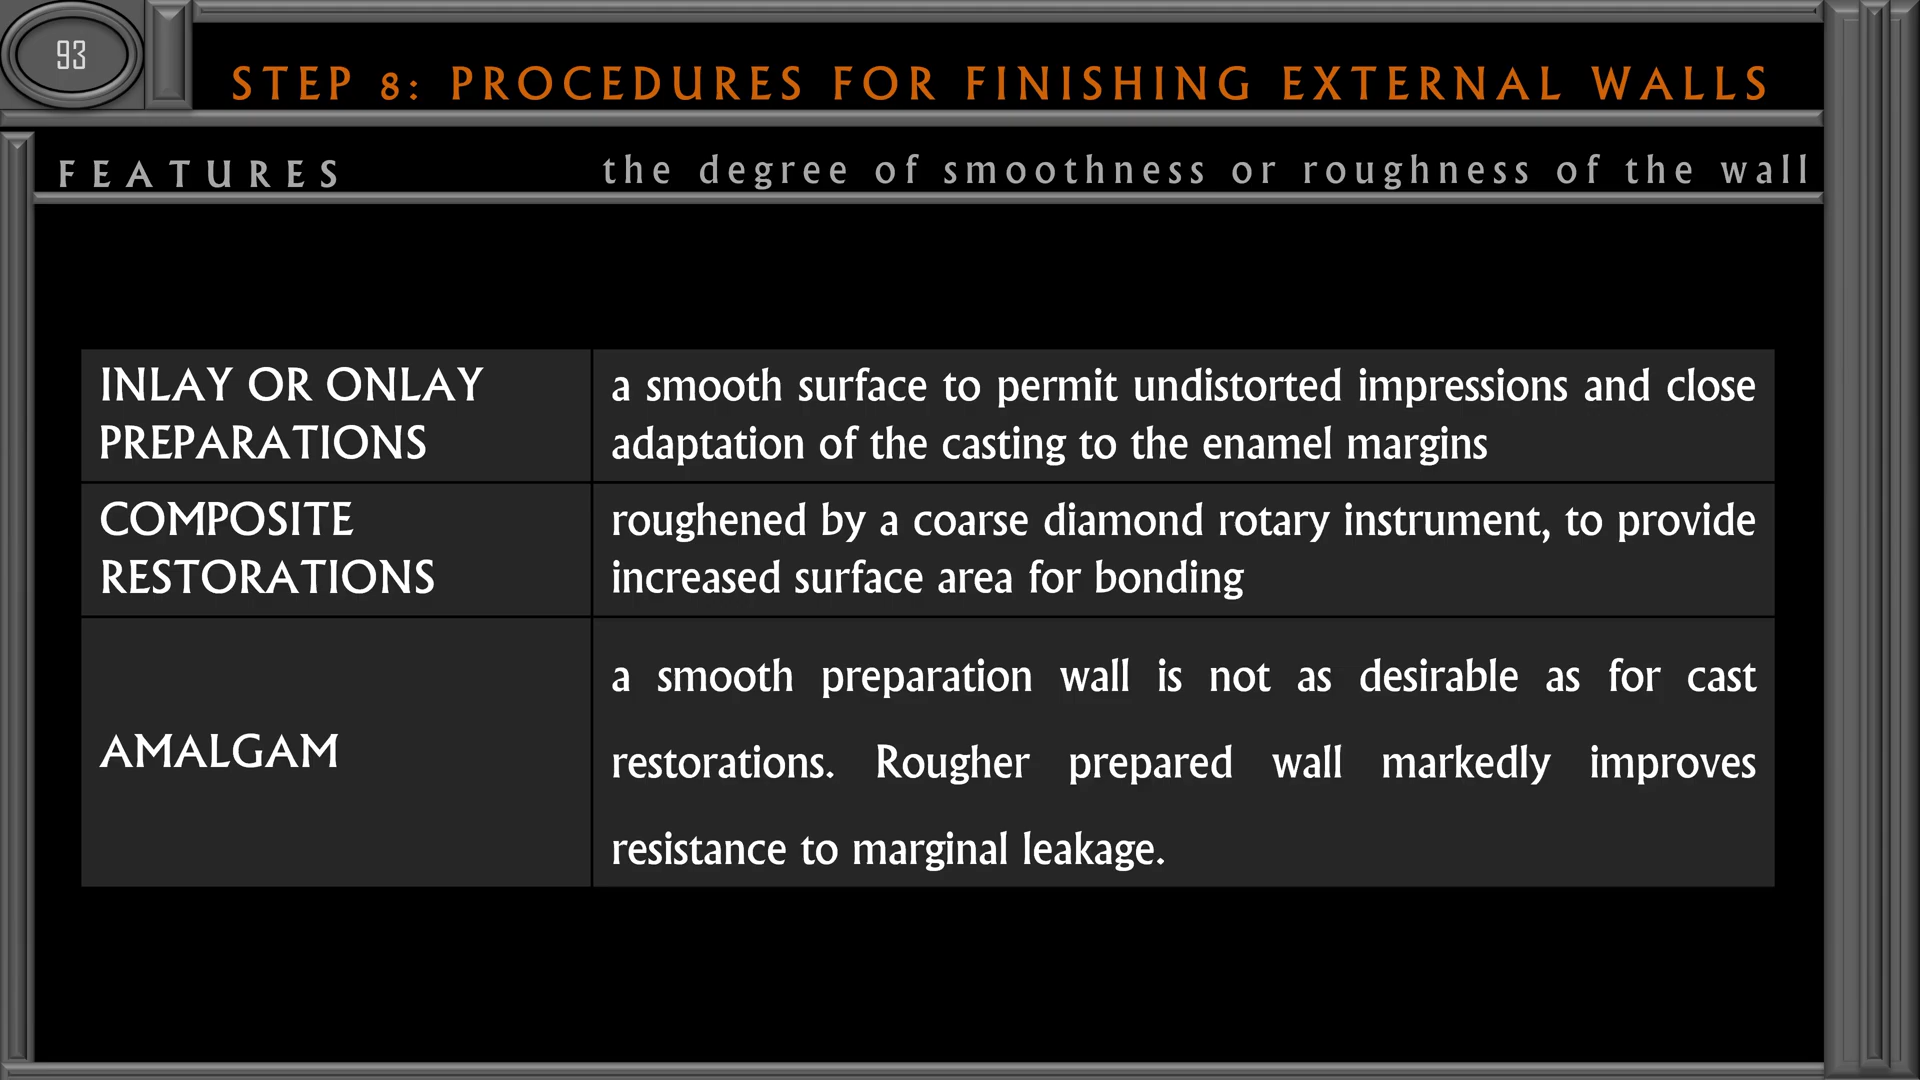 93
STEP 8: PROCEDURES FOR FINISHING EXTERNAL WALLS
FEATURES the degree of smoothness or roughness of the wall
INLAY OR ONLAY
PREPARATIONS
a smooth surface to permit undistorted impressions and close
adaptation of the casting to the enamel margins
COMPOSITE
RESTORATIONS
roughened by a coarse diamond rotary instrument, to provide
increased surface area for bonding
AMALGAM
a smooth preparation wall is not as desirable as for cast
restorations. Rougher prepared wall markedly improves
resistance to marginal leakage.